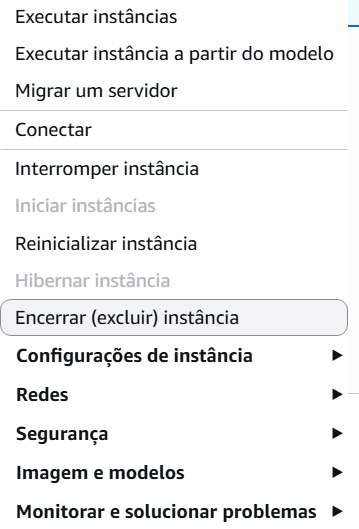 Executar instâncias
Executar instância a partir do modelo
Migrar um servidor
Conectar
Interromper instância
Iniciar instâncias
Reinicializar instância
Hibernar instância
Encerrar (excluir) instância
Configurações de instância
Redes
Segurança
Imagem e modelos
Monitorar e solucionar problemas